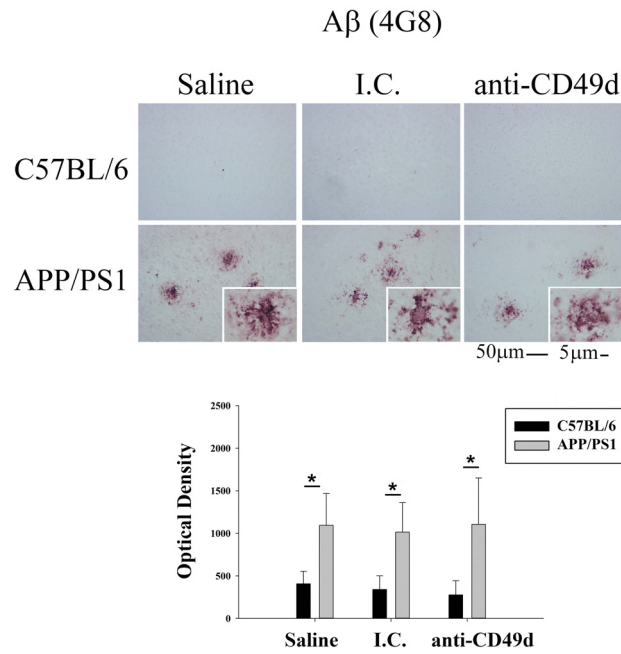 Aβ (4G8)
Saline I.C. anti-CD49d
C57BL/6
APP/PS1
50μm 5μm
2500
2000
1500
1000
500
0
Optical Density
C57BL/6
APP/PS1
* * *
Saline I.C. anti-CD49d